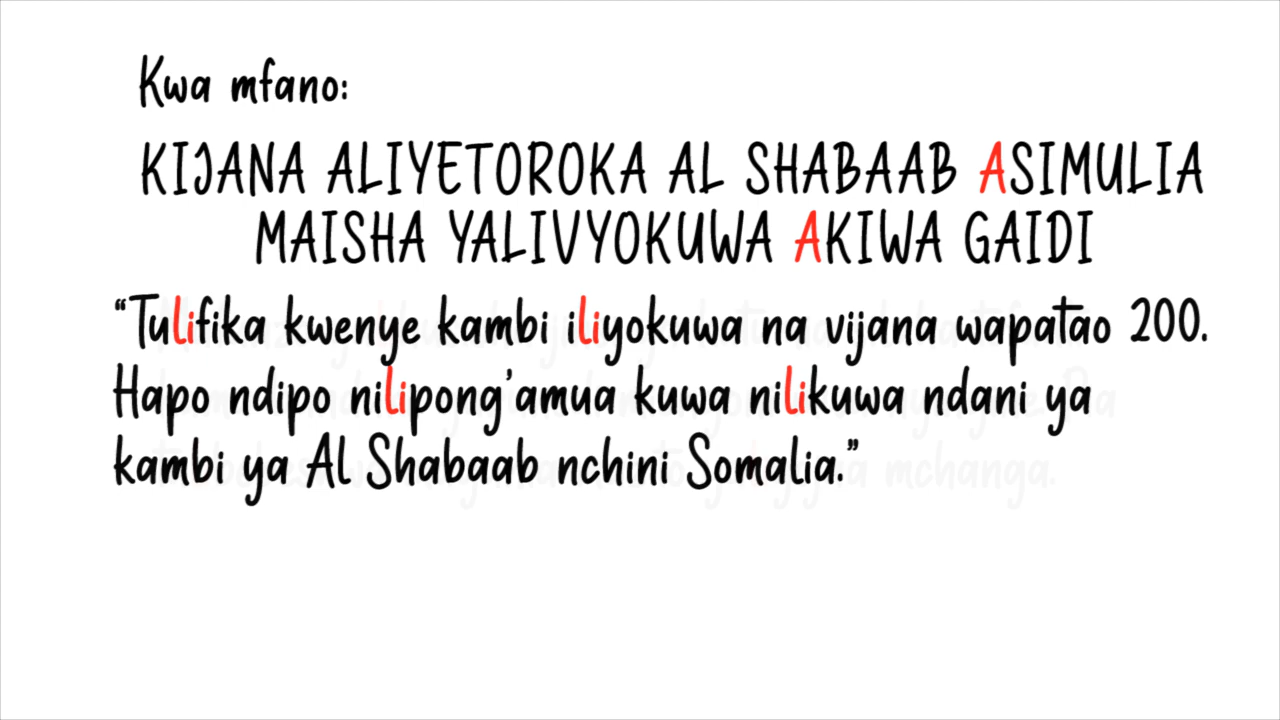 Kwa mfano:
KIJANA ALIYETOROKA AL SHABAAB ASIMULIA
MAISHA YALIVYOKUWA AKIWA GAIDI
“Tulifika kwenye kambi iliyokuwa na vijana wapatao 200.
Hapo ndipo nilipong’amua kuwa nilikuwa ndani ya
kambi ya Al Shabaab nchini Somalia.”
mchanga.